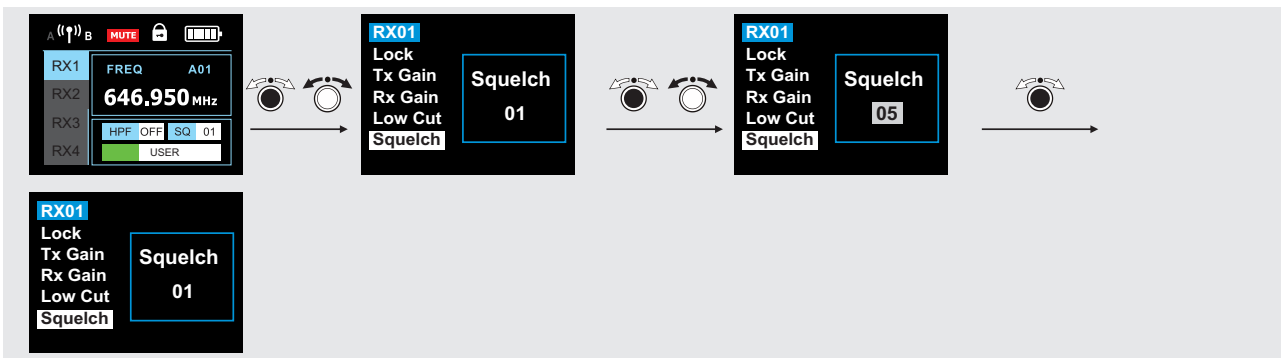 A B MUTE
RX1
RX2
RX3
RX4
FREQ A01
646.950 MHz
HPF OFF SQ 01
USER
RX01
Lock
Tx Gain
Rx Gain
Low Cut
Squelch
Squelch
01
RX01
Lock
Tx Gain
Rx Gain
Low Cut
Squelch
Squelch
05
RX01
Lock
Tx Gain
Rx Gain
Low Cut
Squelch
Squelch
01